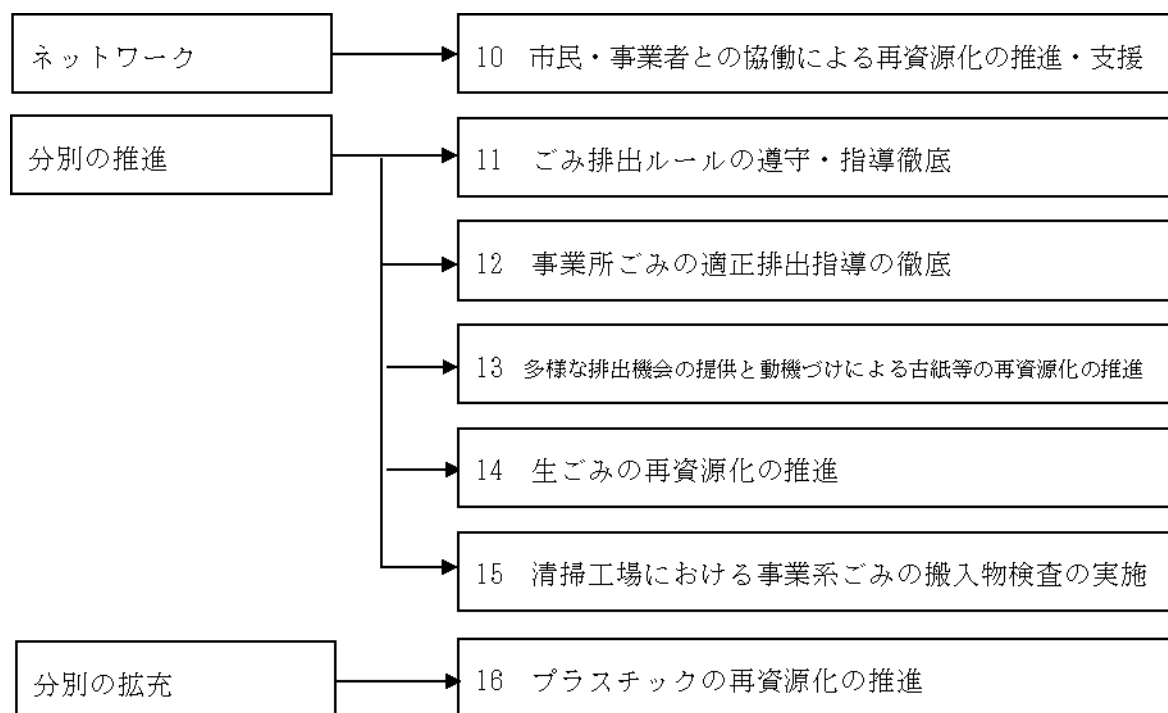 ネットワーク
10 市民・事業者との協働による再資源化の推進・支援
分別の推進
11 ごみ排出ルールの遵守・指導徹底
12 事業所ごみの適正排出指導の徹底
13 多様な排出機会の提供と動機づけによる古紙等の再資源化の推進
14 生ごみの再資源化の推進
15 清掃工場における事業系ごみの搬入物検査の実施
分別の拡充
16 プラスチックの再資源化の推進